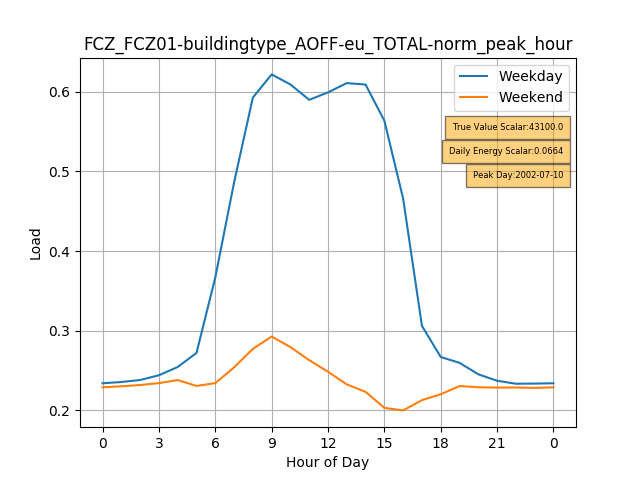 FCZ_FCZ01-buildingtype_AOFF-eu_TOTAL-norm_peak_hour
Weekday
Weekend
True Value Scalar:43100.0
Daily Energy Scalar:0.0664
Peak Day:2002-07-10
0.6
0.5
0.4
0.3
0.2
Load
0 3 6 9 12 15 18 21 0
Hour of Day